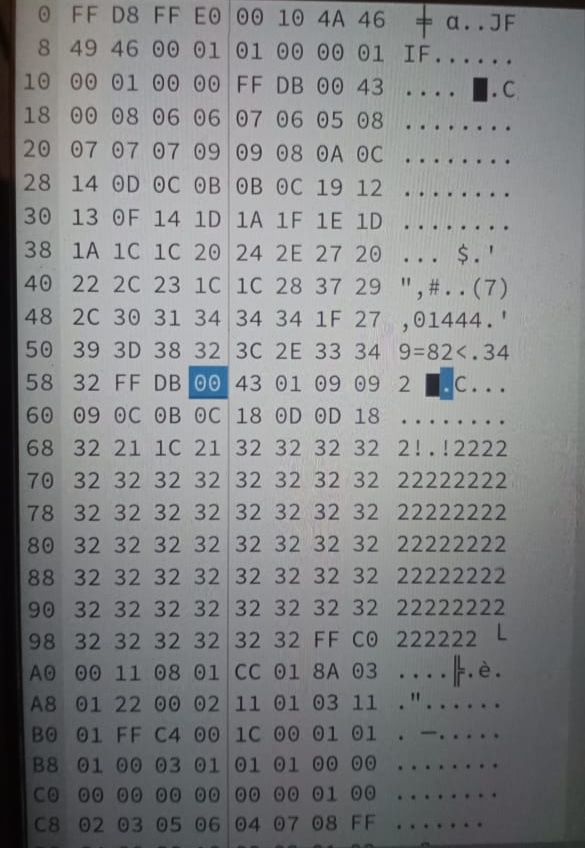 0 FF D8 FF E0 00 10 4A 46 ╪ α..JF
8 49 46 00 01 01 00 00 01 IF......
10 00 01 00 00 FF DB 00 43 .... █.C
18 00 08 06 06 07 06 05 08 ........
20 07 07 07 09 09 08 0A 0C ........
28 14 0D 0C 0B 0B 0C 19 12 ........
30 13 0F 14 1D 1A 1F 1E 1D ........
38 1A 1C 1C 20 24 2E 27 20 ... $.'
40 22 2C 23 1C 1C 28 37 29 ",#..(7)
48 2C 30 31 34 34 34 1F 27 ,01444.'
50 39 3D 38 32 3C 2E 33 34 9=82<.34
58 32 FF DB 00 43 01 09 09 2 █.C...
60 09 0C 0B 0C 18 0D 0D 18 ........
68 32 21 1C 21 32 32 32 32 2!.!2222
70 32 32 32 32 32 32 32 32 22222222
78 32 32 32 32 32 32 32 32 22222222
80 32 32 32 32 32 32 32 32 22222222
88 32 32 32 32 32 32 32 32 22222222
90 32 32 32 32 32 32 32 32 22222222
98 32 32 32 32 32 32 FF C0 222222 └
A0 00 11 08 01 CC 01 8A 03 ....╠.è.
A8 01 22 00 02 11 01 03 11 ."......
B0 01 FF C4 00 1C 00 01 01 . ─.....
B8 01 00 03 01 01 01 00 00 ........
C0 00 00 00 00 00 00 01 00 ........
C8 02 03 05 06 04 07 08 FF .......